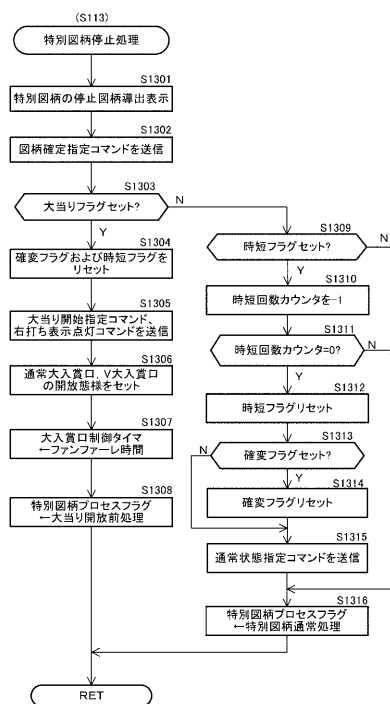 (S113)
特別図柄停止処理
S1301
特別図柄の停止図柄導出表示
S1302
図柄確定指定コマンドを送信
S1303
大当りフラグセット?
N
Y
S1304
確変フラグおよび時短フラグを
リセット
S1305
大当り開始指定コマンド、
右打ち表示点灯コマンドを送信
S1306
通常大入賞口、V大入賞口
の開放態様をセット
S1307
大入賞口制御タイマ
←ファンファーレ時間
S1308
特別図柄プロセスフラグ
←大当り開放前処理
S1309
時短フラグセット?
N
Y
S1310
時短回数カウンタを-1
S1311
時短回数カウンタ=0?
N
Y
S1312
時短フラグリセット
S1313
確変フラグセット?
N
Y
S1314
確変フラグリセット
S1315
通常状態指定コマンドを送信
S1316
特別図柄プロセスフラグ
←特別図柄通常処理
RET